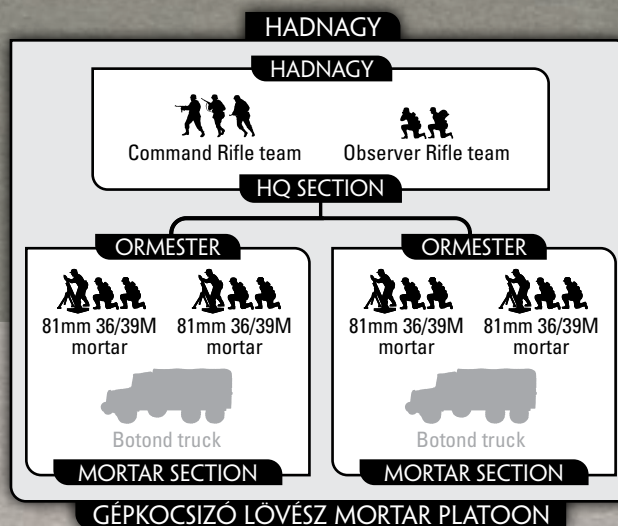 HADNAGY
HADNAGY
Command Rifle team
Observer Rifle team
HQ SECTION
ORMESTER
81mm 36/39M
mortar
81mm 36/39M
mortar
Botond truck
MORTAR SECTION
ORMESTER
81mm 36/39M
mortar
81mm 36/39M
mortar
Botond truck
MORTAR SECTION
GÉPKOCSIZÓ LÖVÉSZ MORTAR PLATOON